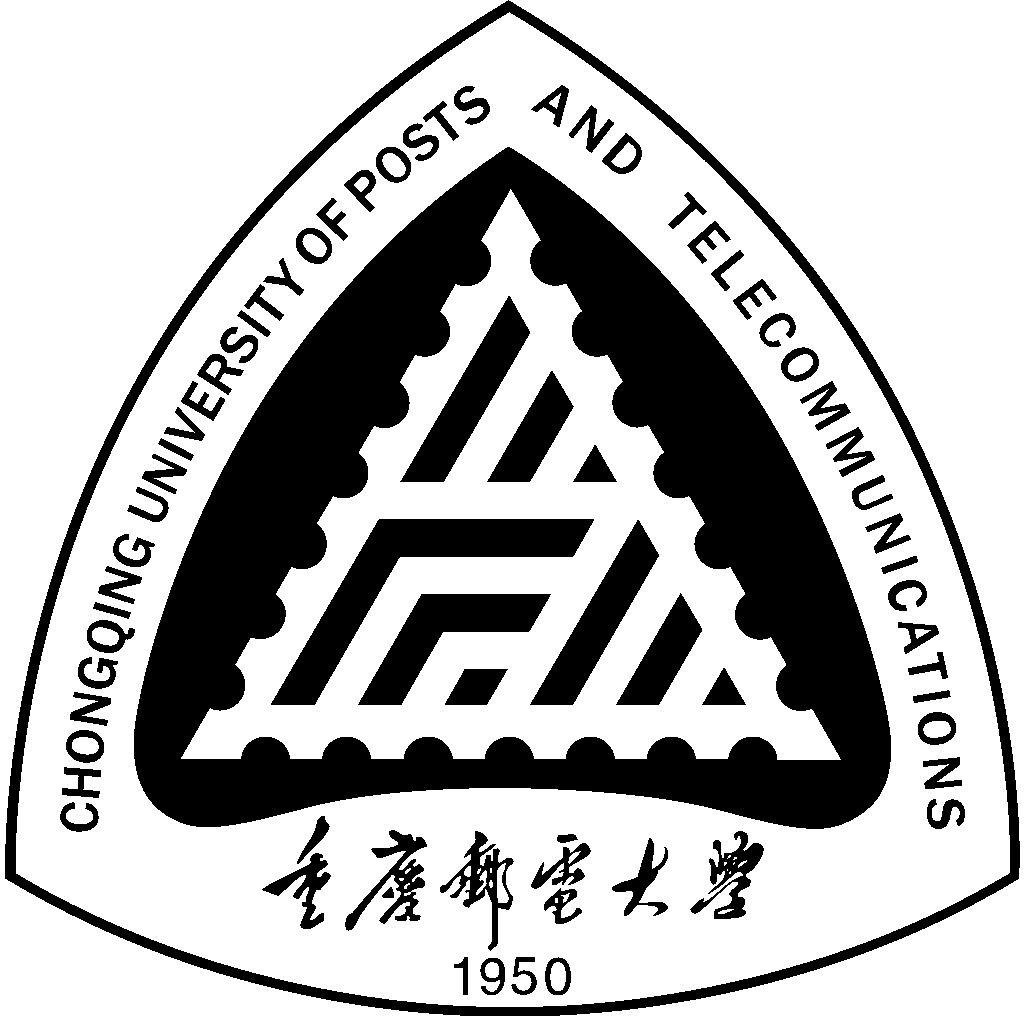 CHONGQING UNIVERSITY OF POSTS AND TELECOMMUNICATIONS
重慶郵電大學
1950